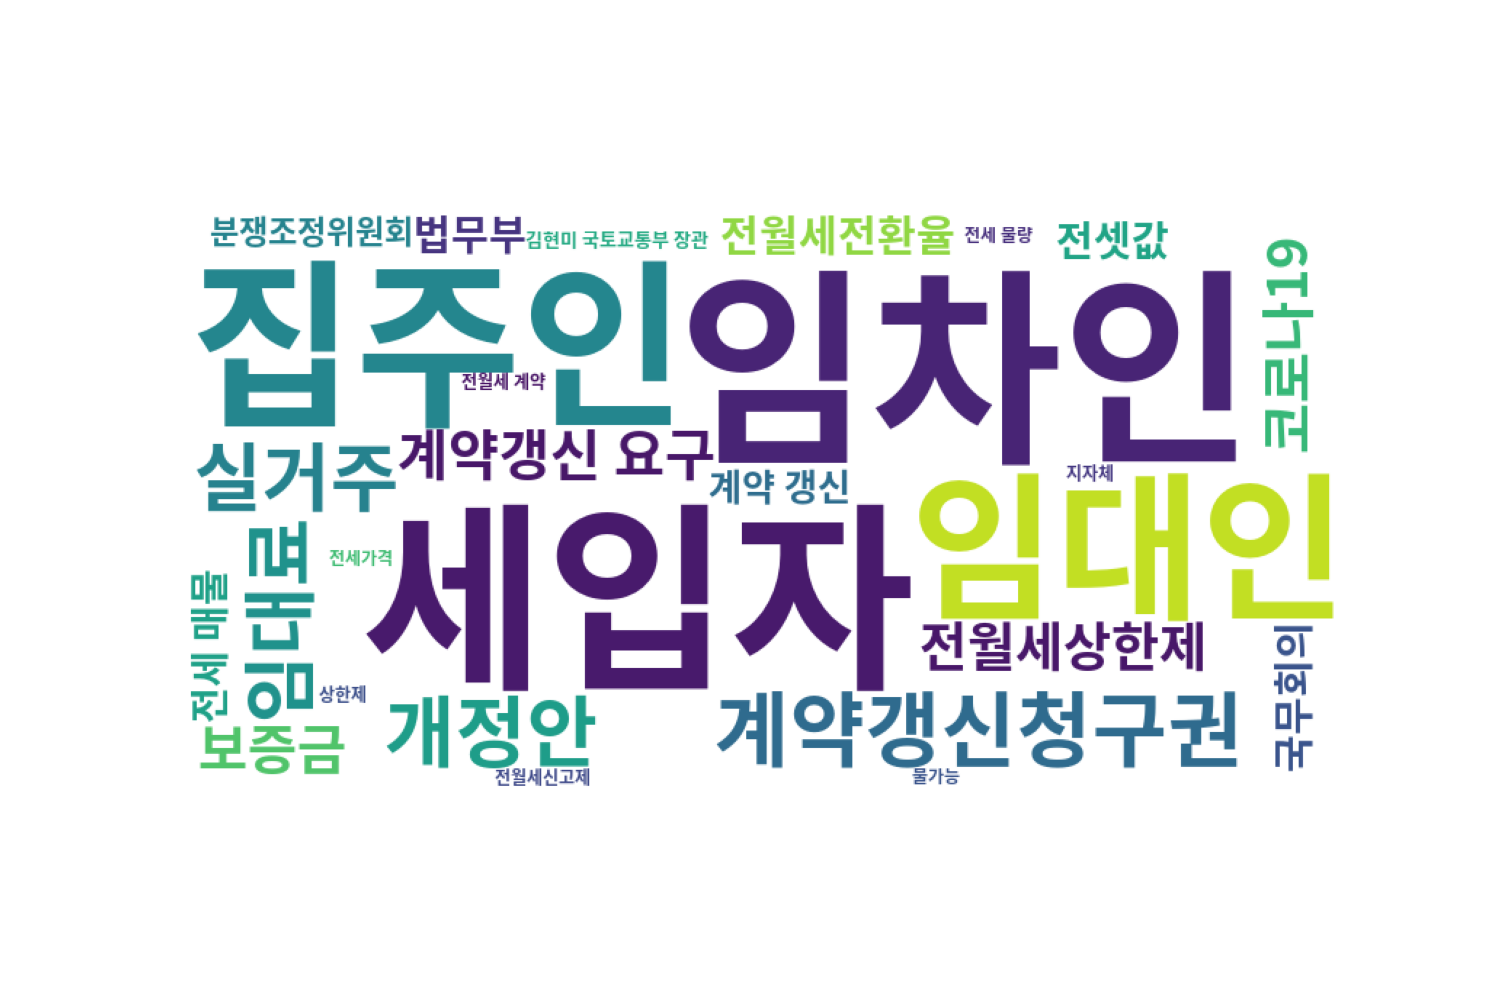 분쟁조정위원회
법무부
김현미 국토교통부 장관
전월세전환율
전세 물량
전셋값
코로나19
집주인
임차인
전월세 계약
실거주
계약갱신 요구
계약 갱신
지자체
임대인
세입자
전세가격
임대료
전세 매물
상한제
전월세상한제
국무회의
보증금
개정안
계약갱신청구권
전월세신고제
물가능